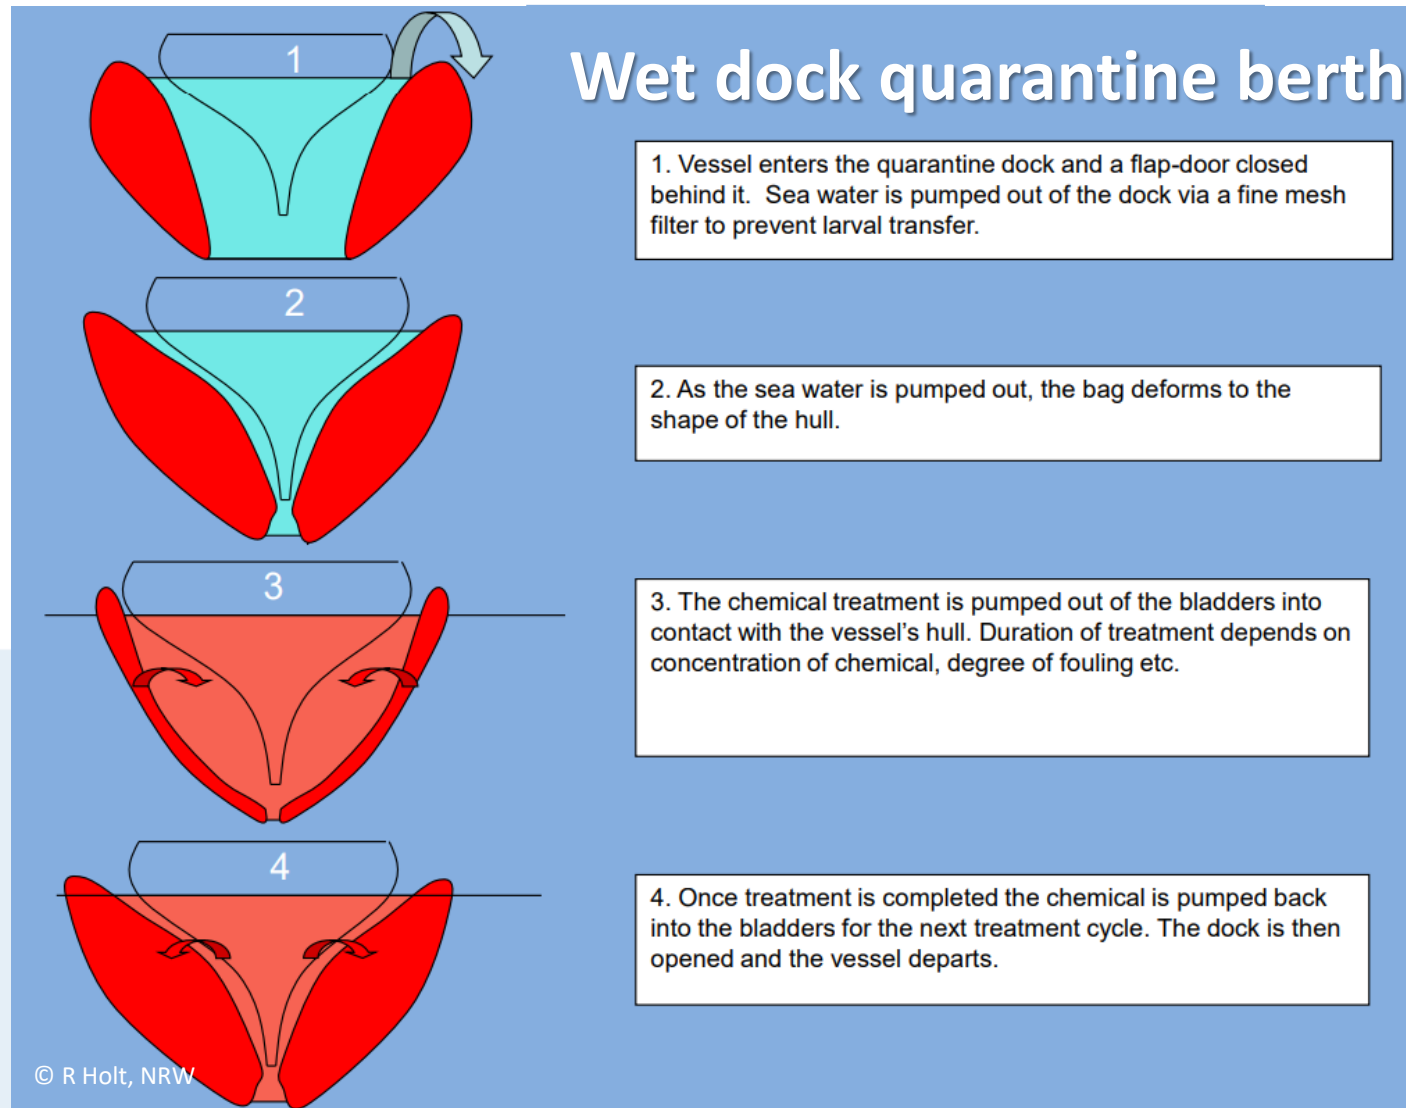 Wet dock quarantine berth
1
1. Vessel enters the quarantine dock and a flap-door closed
behind it.  Sea water is pumped out of the dock via a fine mesh
filter to prevent larval transfer.
2
2. As the sea water is pumped out, the bag deforms to the
shape of the hull.
3
3. The chemical treatment is pumped out of the bladders into
contact with the vessel's hull. Duration of treatment depends on
concentration of chemical, degree of fouling etc.
4
4. Once treatment is completed the chemical is pumped back
into the bladders for the next treatment cycle. The dock is then
opened and the vessel departs.
© R Holt, NRW